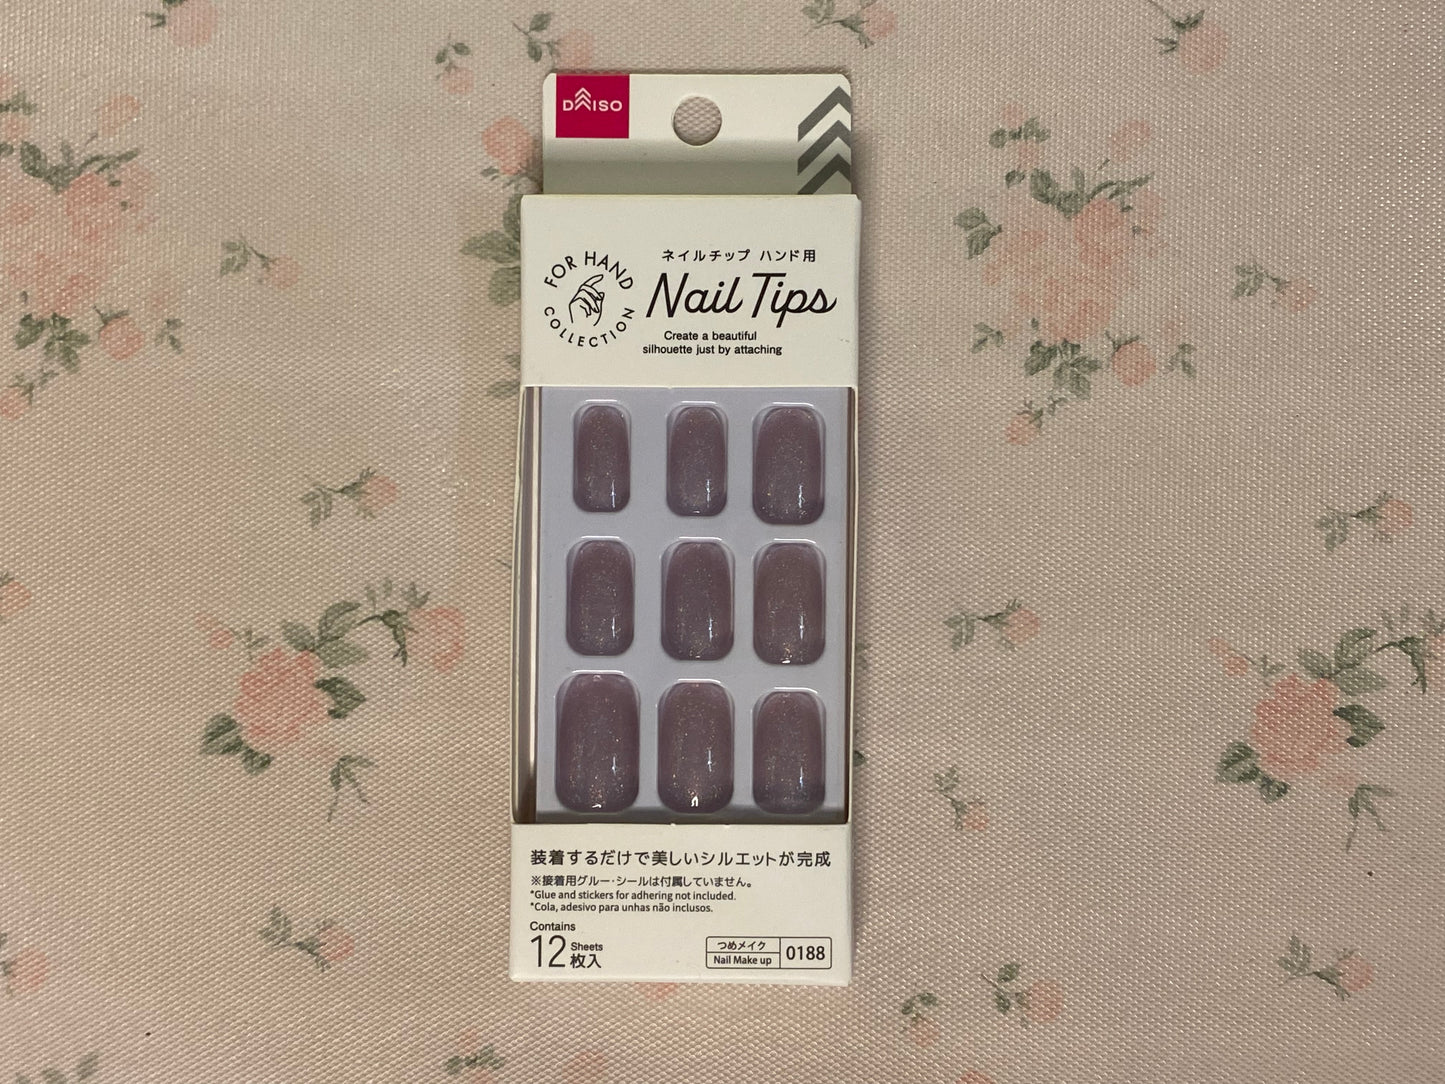 DAISO
FOR HAND
COLLECTION
ネイルチップ ハンド用
Nail Tips
Create a beautiful
silhouette just by attaching
装着するだけで美しいシルエットが完成
※接着用グルー・シールは付属していません。
*Glue and stickers for adhering not included.
*Cola, adesivo para unhas não inclusos.
Contains
12 Sheets
枚入
つめメイク
Nail Make up
0188